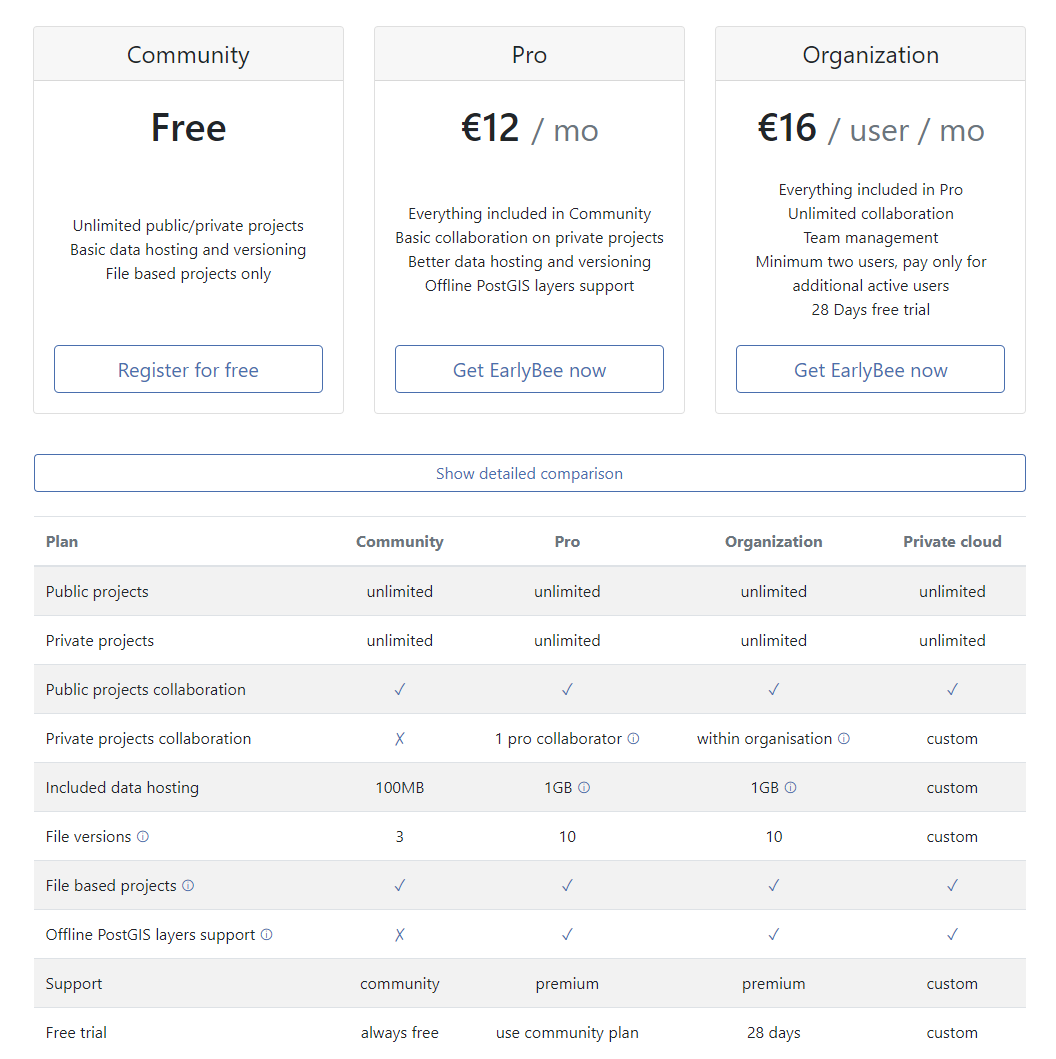 Community
Free
Unlimited public/private projects
Basic data hosting and versioning
File based projects only
Register for free
Pro
€12 / mo
Everything included in Community
Basic collaboration on private projects
Better data hosting and versioning
Offline PostGIS layers support
Get EarlyBee now
Organization
€16 / user / mo
Everything included in Pro
Unlimited collaboration
Team management
Minimum two users, pay only for
additional active users
28 Days free trial
Get EarlyBee now
Show detailed comparison
Plan Community Pro Organization Private cloud
Public projects unlimited unlimited unlimited unlimited
Private projects unlimited unlimited unlimited unlimited
Public projects collaboration ✓ ✓ ✓ ✓
Private projects collaboration ✗ 1 pro collaborator ⓘ within organisation ⓘ custom
Included data hosting 100MB 1GB ⓘ 1GB ⓘ custom
File versions ⓘ 3 10 10 custom
File based projects ⓘ ✓ ✓ ✓ ✓
Offline PostGIS layers support ⓘ ✗ ✓ ✓ ✓
Support community premium premium custom
Free trial always free use community plan 28 days custom